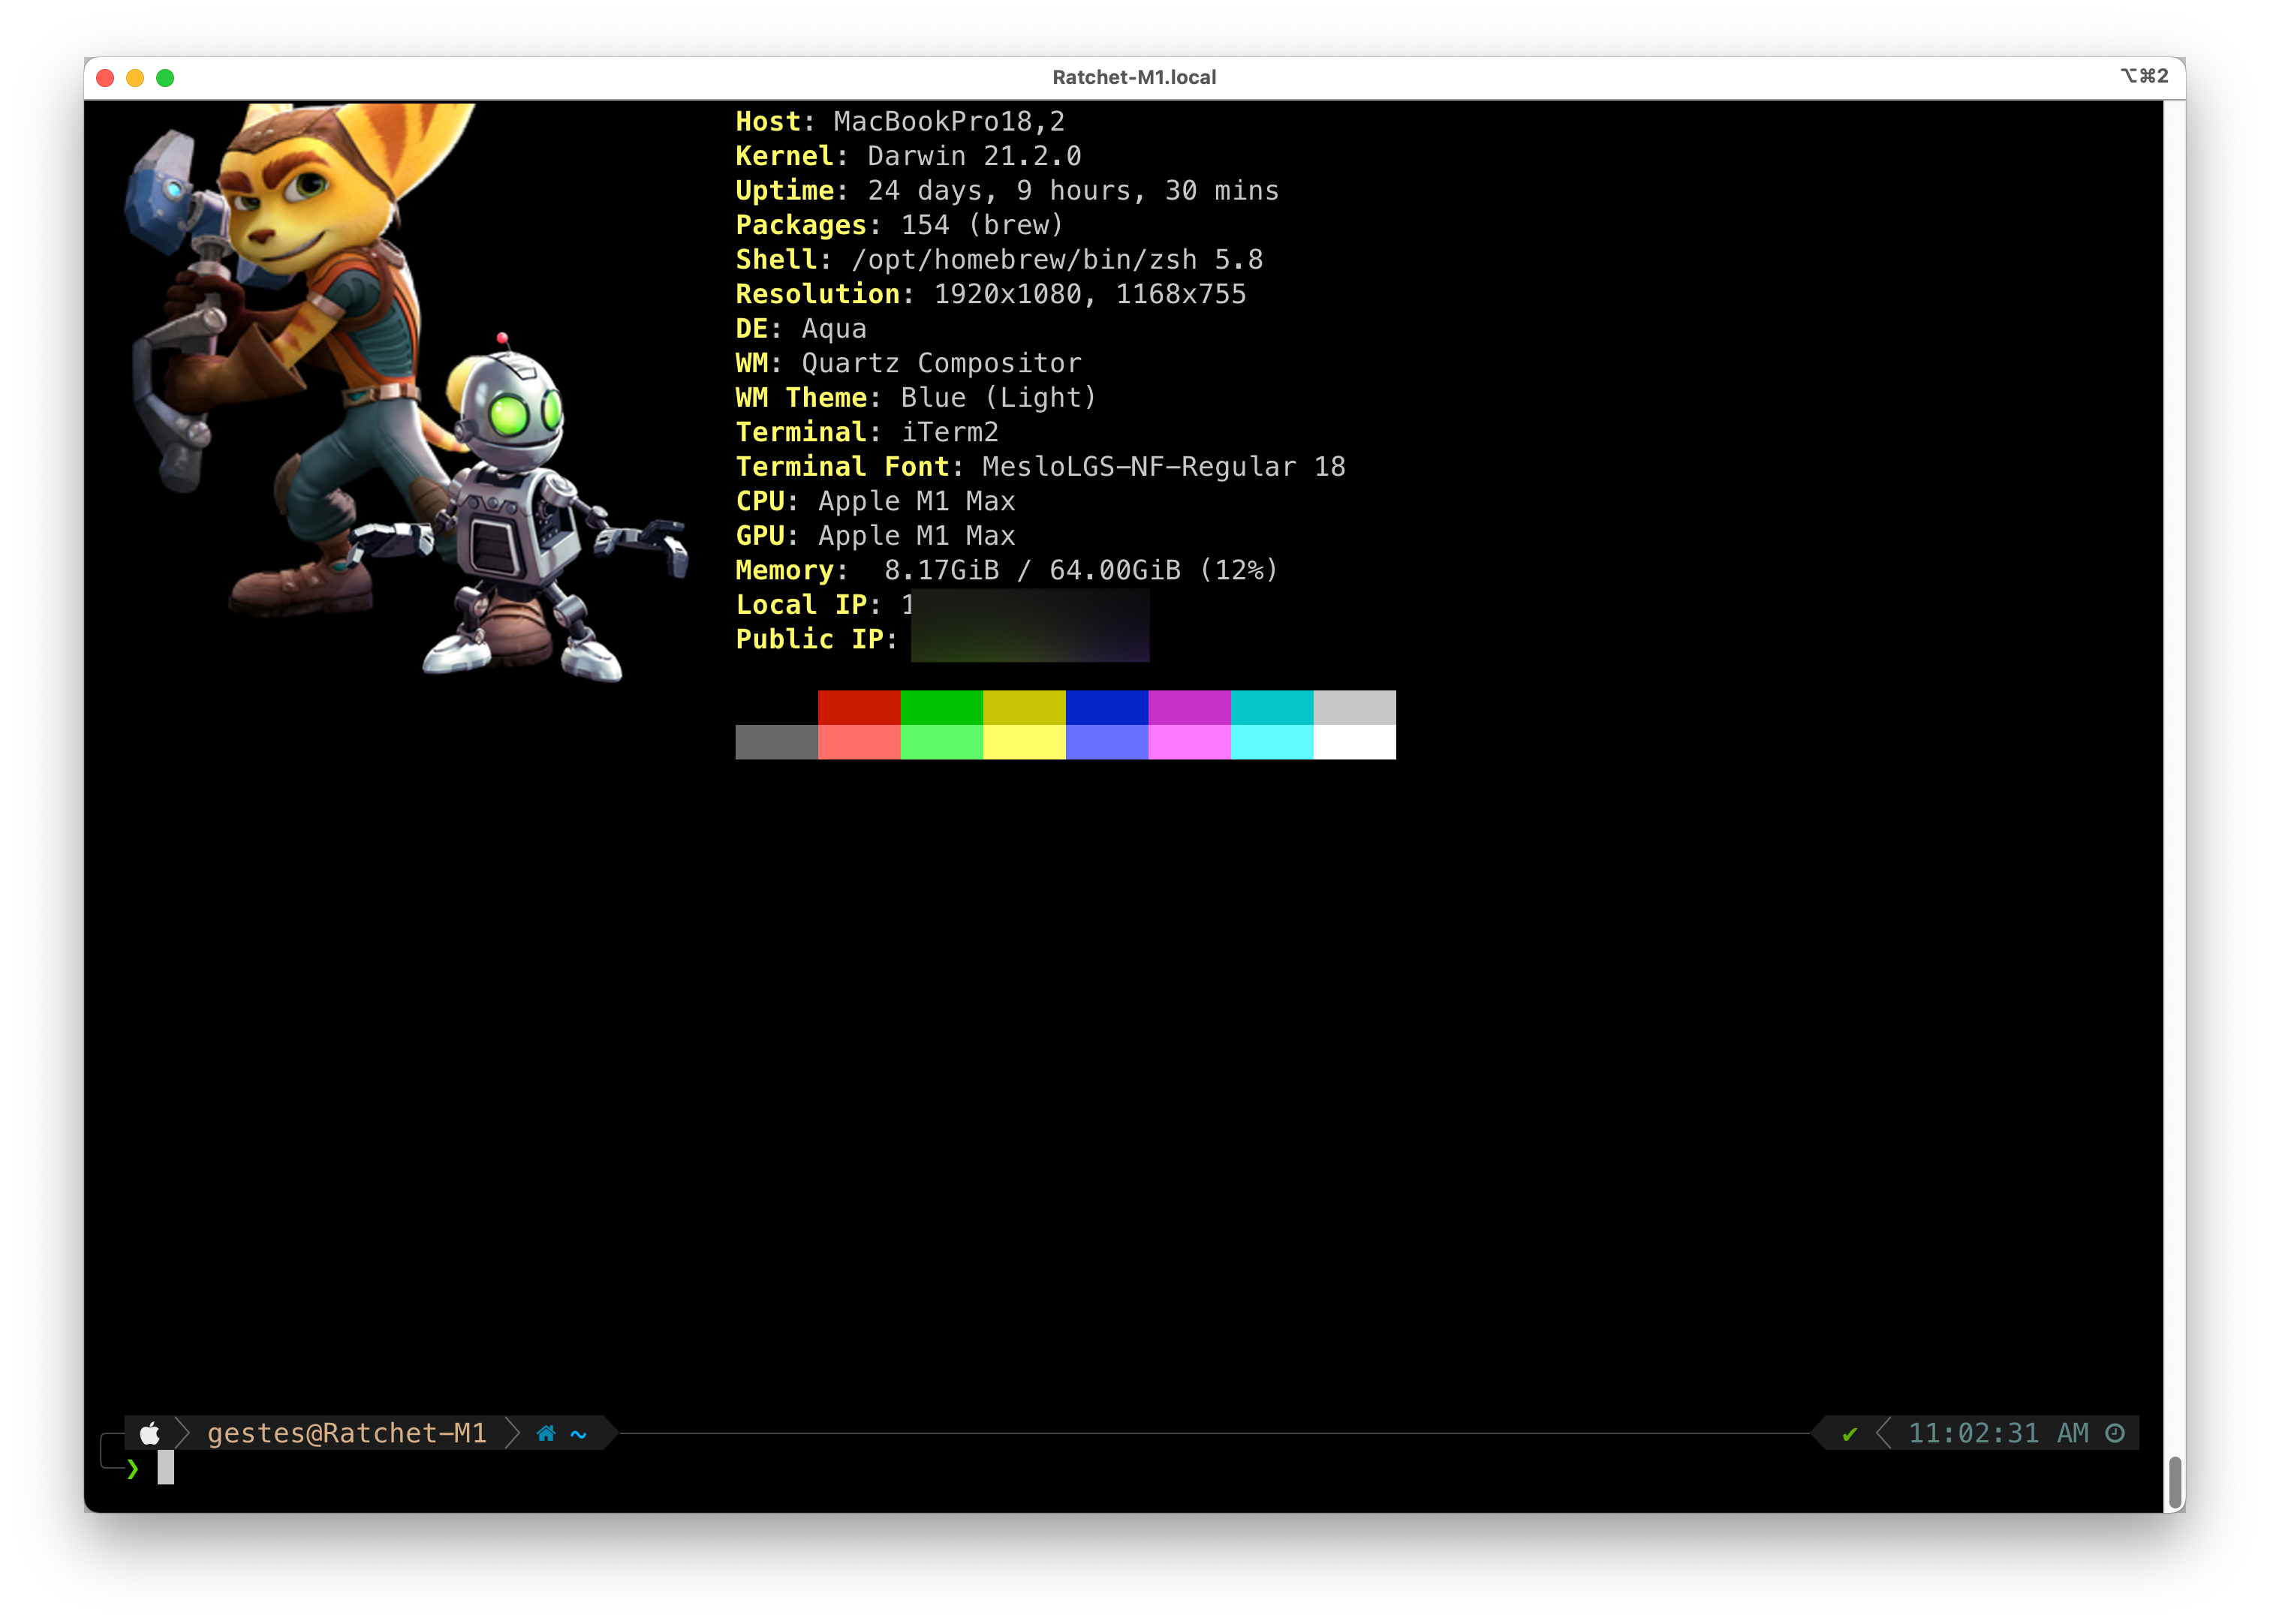 Ratchet-M1.local
⌥⌘2
Host: MacBookPro18,2
Kernel: Darwin 21.2.0
Uptime: 24 days, 9 hours, 30 mins
Packages: 154 (brew)
Shell: /opt/homebrew/bin/zsh 5.8
Resolution: 1920x1080, 1168x755
DE: Aqua
WM: Quartz Compositor
WM Theme: Blue (Light)
Terminal: iTerm2
Terminal Font: MesloLGS-NF-Regular 18
CPU: Apple M1 Max
GPU: Apple M1 Max
Memory:  8.17GiB / 64.00GiB (12%)
Local IP: 1
Public IP:
gestes@Ratchet-M1 ~ ✔ 11:02:31 AM
❯